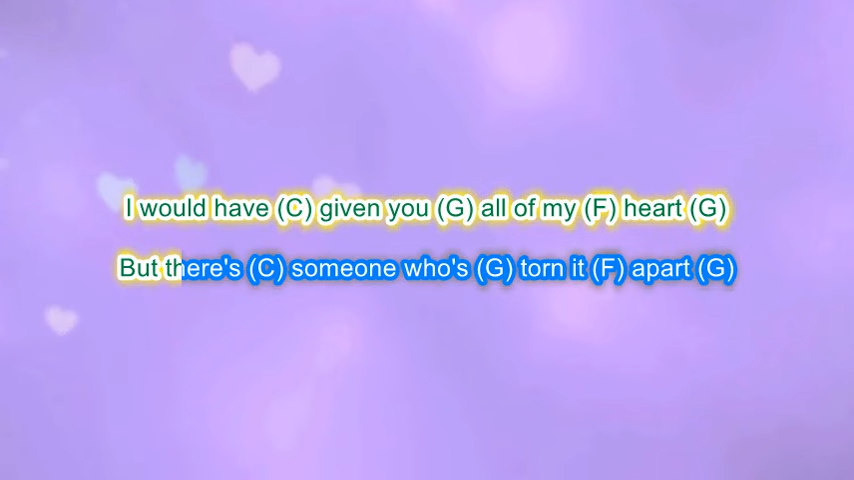 I would have (C) given you (G) all of my (F) heart (G)
But there's (C) someone who's (G) torn it (F) apart (G)